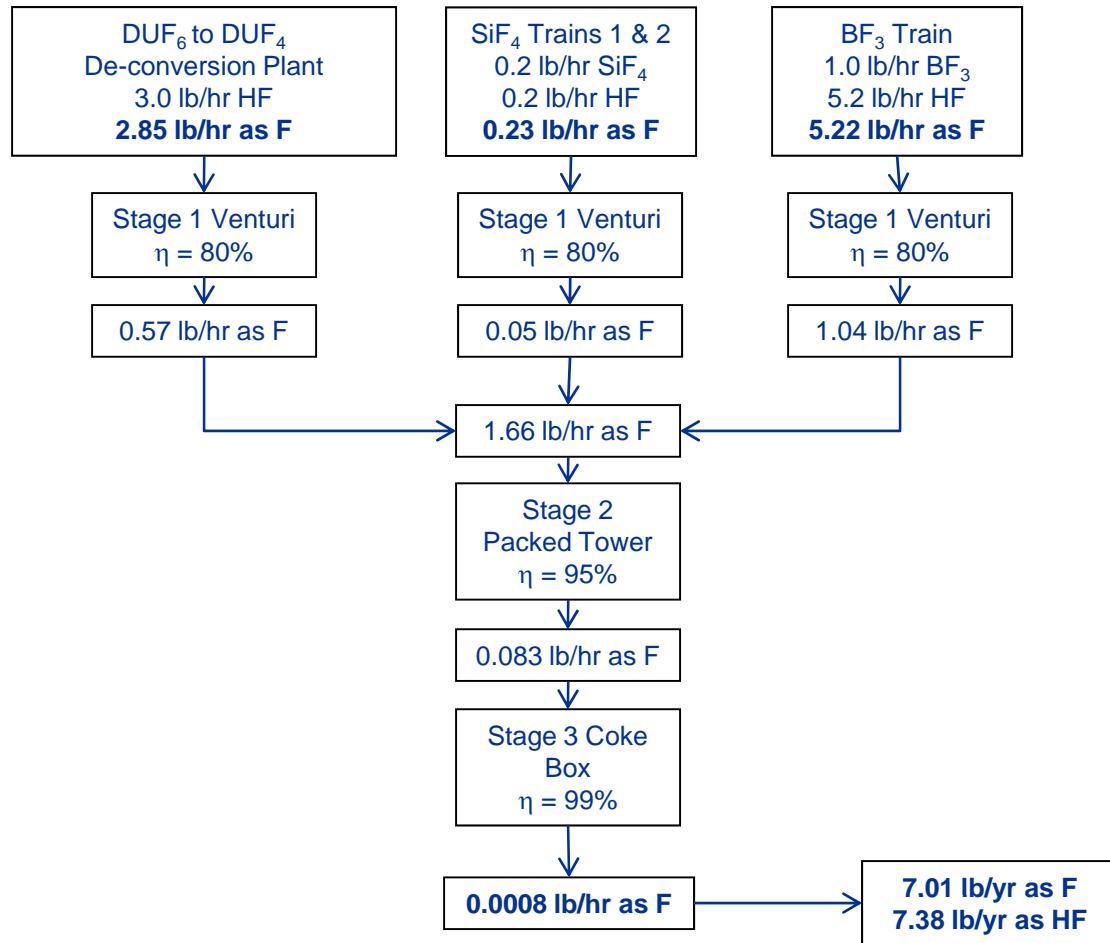 DUF₆ to DUF₄
De-conversion Plant
3.0 lb/hr HF
2.85 lb/hr as F
SiF₄ Trains 1 & 2
0.2 lb/hr SiF₄
0.2 lb/hr HF
0.23 lb/hr as F
BF₃ Train
1.0 lb/hr BF₃
5.2 lb/hr HF
5.22 lb/hr as F
Stage 1 Venturi
η = 80%
Stage 1 Venturi
η = 80%
Stage 1 Venturi
η = 80%
0.57 lb/hr as F
0.05 lb/hr as F
1.04 lb/hr as F
1.66 lb/hr as F
Stage 2
Packed Tower
η = 95%
0.083 lb/hr as F
Stage 3 Coke
Box
η = 99%
0.0008 lb/hr as F
7.01 lb/yr as F
7.38 lb/yr as HF